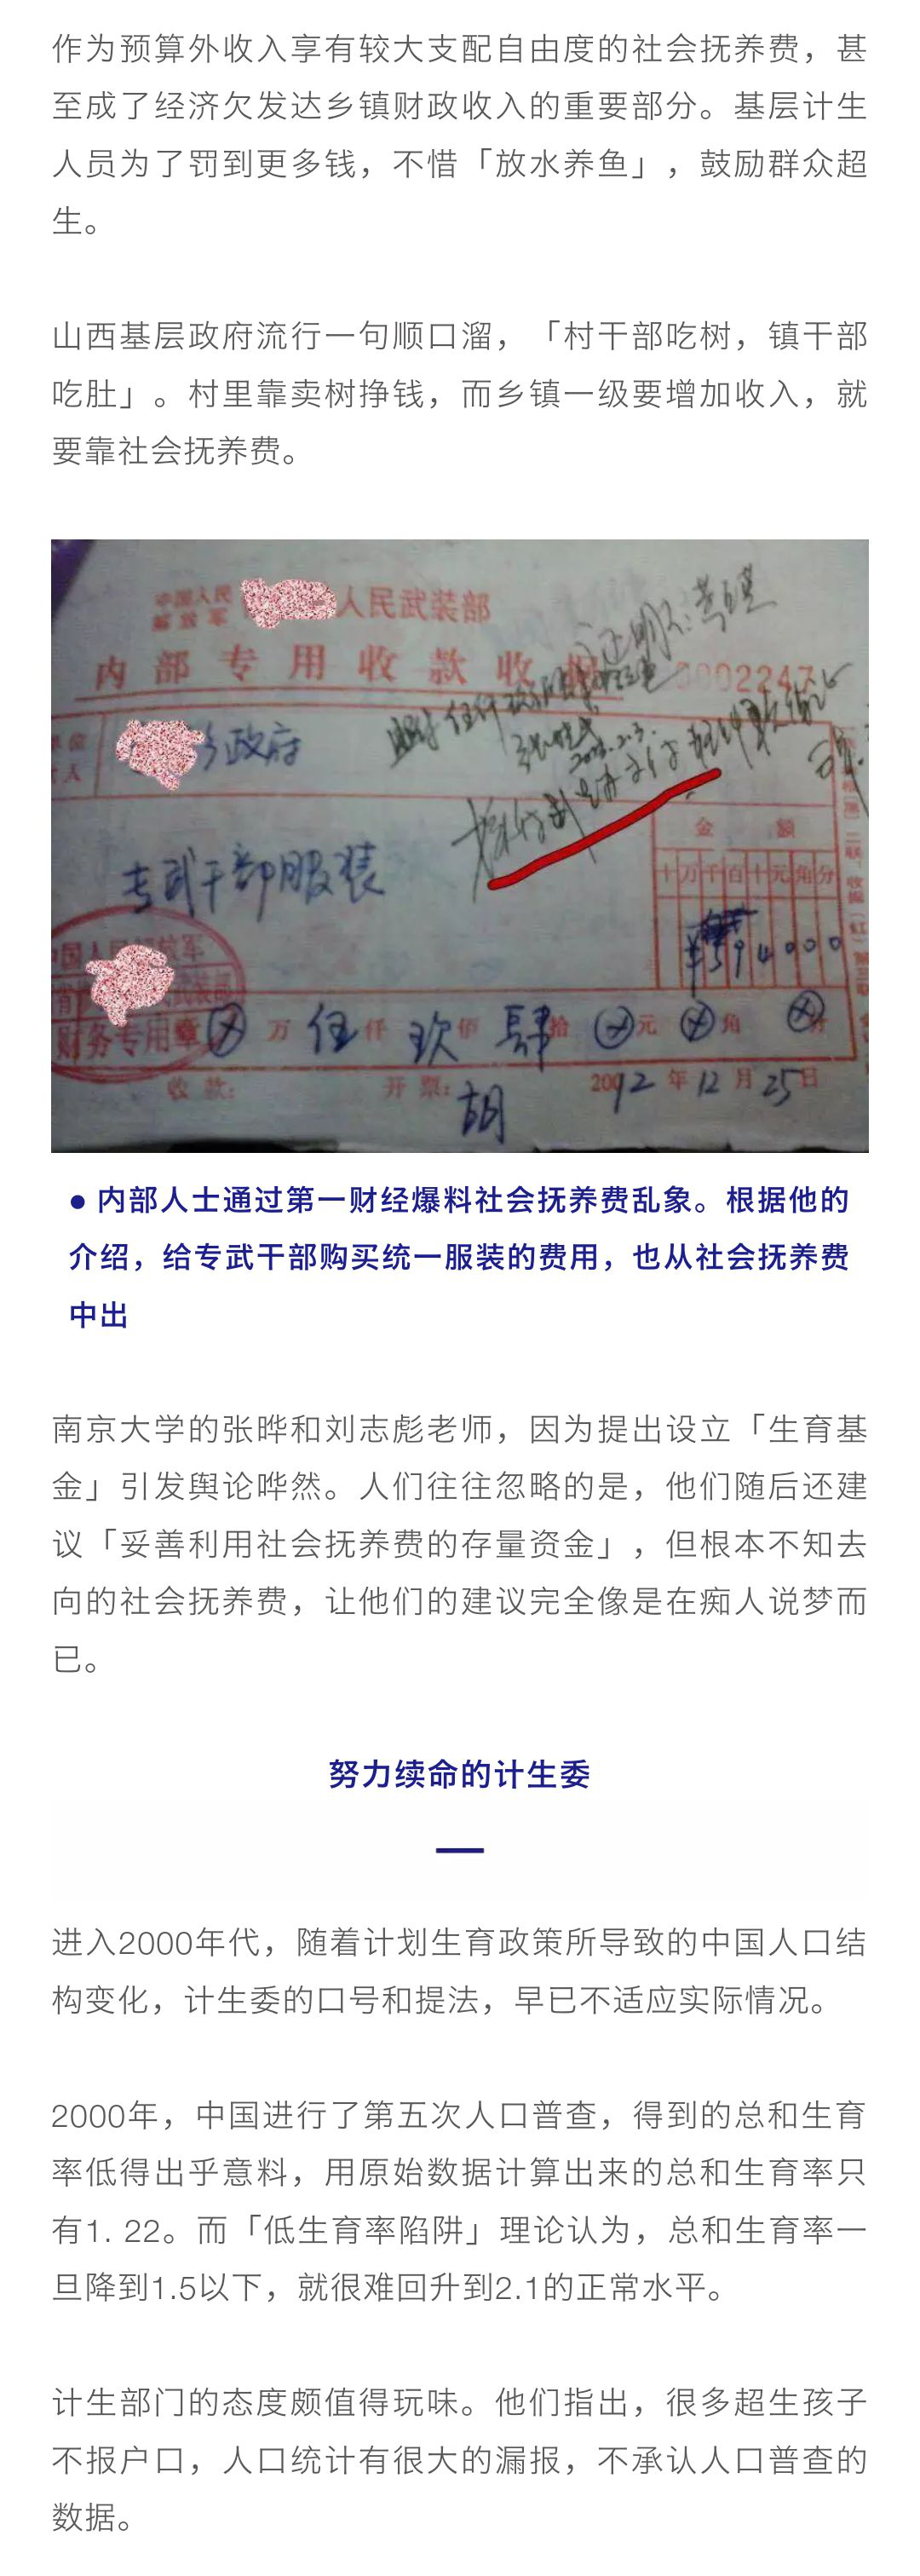 作为预算外收入享有较大支配自由度的社会抚养费，甚
至成了经济欠发达乡镇财政收入的重要部分。基层计生
人员为了罚到更多钱，不惜「放水养鱼」，鼓励群众超
生。
山西基层政府流行一句顺口溜，「村干部吃树，镇干部
吃肚」。村里靠卖树挣钱，而乡镇一级要增加收入，就
要靠社会抚养费。
人民武装部
内部专用收款收
0002247
乡政府
金 额
十万千百十元角分
专武干部服装
¥594000
财务专用章
万 伍仟 玖佰 肆拾 元 角
收款: 开票: 胡 2012年12月25日
● 内部人士通过第一财经爆料社会抚养费乱象。根据他的
介绍，给专武干部购买统一服装的费用，也从社会抚养费
中出
南京大学的张晔和刘志彪老师，因为提出设立「生育基
金」引发舆论哗然。人们往往忽略的是，他们随后还建
议「妥善利用社会抚养费的存量资金」，但根本不知去
向的社会抚养费，让他们的建议完全像是在痴人说梦而
已。
努力续命的计生委
进入2000年代，随着计划生育政策所导致的中国人口结
构变化，计生委的口号和提法，早已不适应实际情况。
2000年，中国进行了第五次人口普查，得到的总和生育
率低得出乎意料，用原始数据计算出来的总和生育率只
有1. 22。而「低生育率陷阱」理论认为，总和生育率一
旦降到1.5以下，就很难回升到2.1的正常水平。
计生部门的态度颇值得玩味。他们指出，很多超生孩子
不报户口，人口统计有很大的漏报，不承认人口普查的
数据。